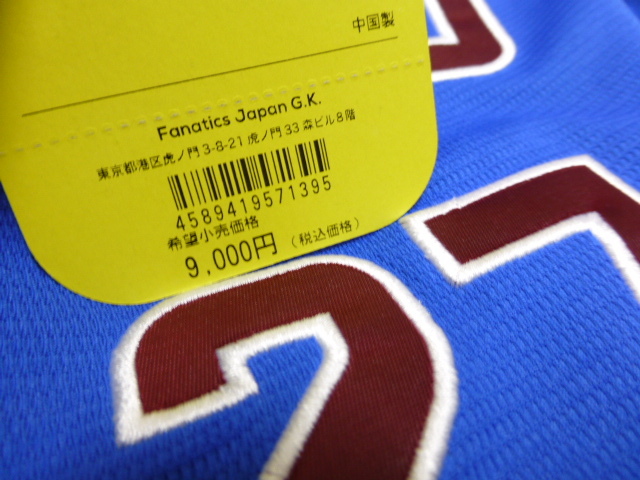 中国製
Fanatics Japan G.K.
東京都港区虎ノ門 3-8-21 虎ノ門 33 森ビル 8 階
4589419571395
希望小売価格
9,000円 (税込価格)
27